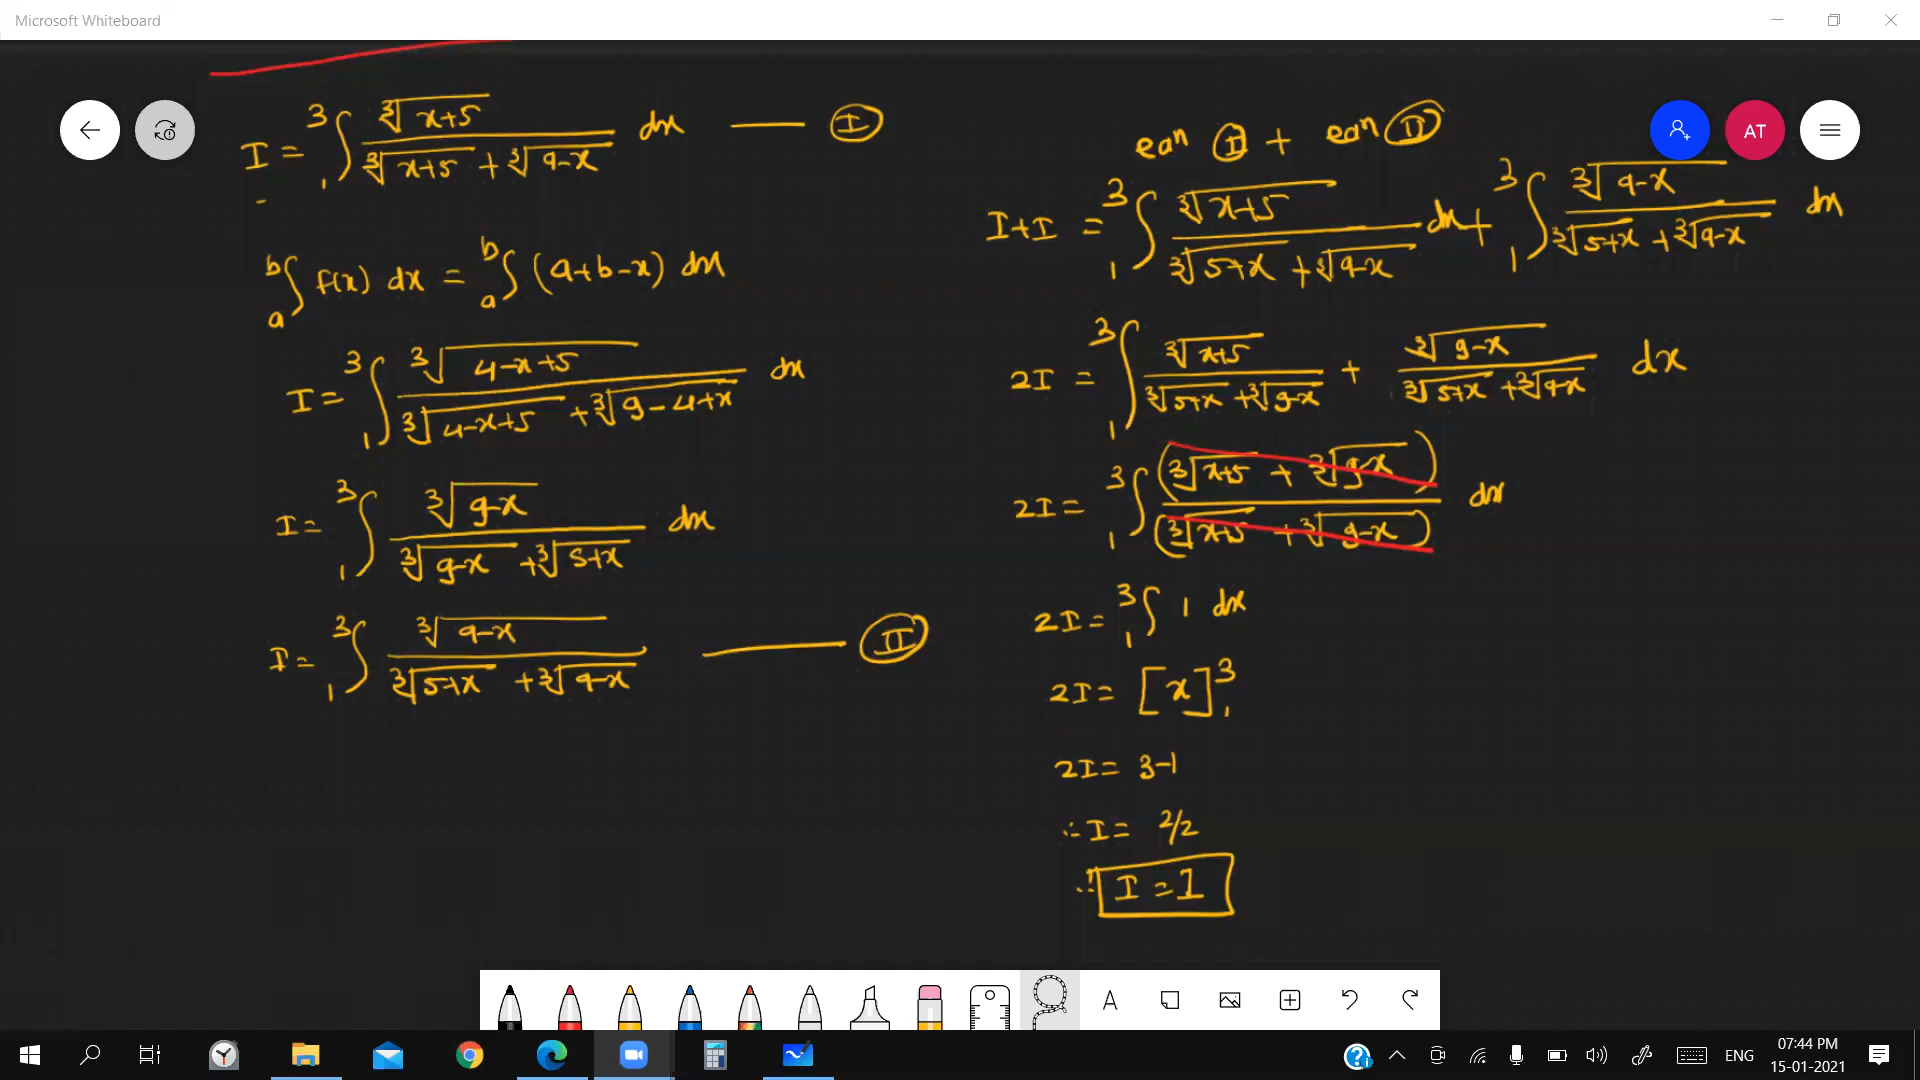 Microsoft Whiteboard
I = ₁³∫ ∛(x+5) / (∛(x+5) + ∛(9-x)) dx —— (I)
ₐᵇ∫ f(x) dx = ₐᵇ∫ (a+b-x) dx
I = ₁³∫ ∛(4-x+5) / (∛(4-x+5) + ∛(9-4+x)) dx
I = ₁³∫ ∛(9-x) / (∛(9-x) + ∛(5+x)) dx
I = ₁³∫ ∛(9-x) / (∛(5+x) + ∛(9-x)) —— (II)
eqn (I) + eqn (II)
I+I = ₁³∫ ∛(x+5) / (∛(5+x) + ∛(9-x)) dx + ₁³∫ ∛(9-x) / (∛(5+x) + ∛(9-x)) dx
2I = ₁³∫ ∛(x+5) / (∛(5+x) + ∛(9-x)) + ∛(9-x) / (∛(5+x) + ∛(9-x)) dx
2I = ₁³∫ (∛(x+5) + ∛(9-x)) / (∛(x+5) + ∛(9-x)) dx
2I = ₁³∫ 1 dx
2I = [x]₁³
2I = 3-1
∴ I = 2/2
∴ I = 1
AT
A
ENG
07:44 PM
15-01-2021